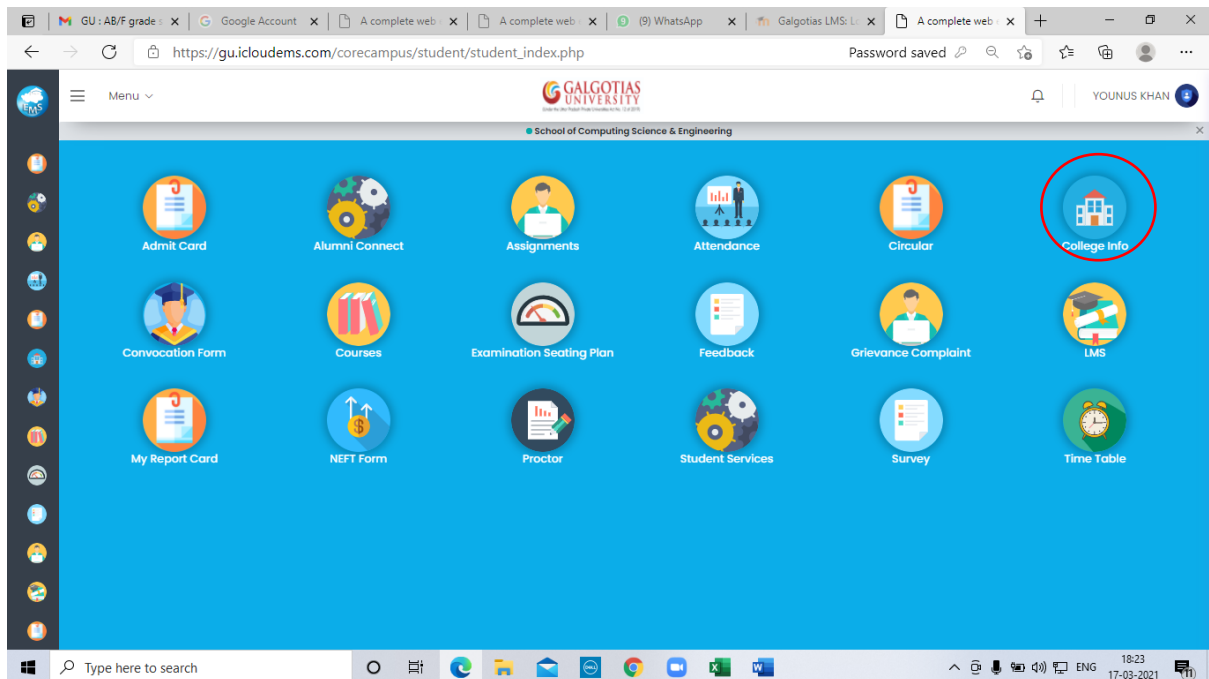 GU : AB/F grade s
Google Account
A complete web
A complete web
(9) WhatsApp
Galgotias LMS: Lo
A complete web
https://gu.icloudems.com/corecampus/student/student_index.php
Password saved
EMS
Menu
GALGOTIAS
UNIVERSITY
YOUNUS KHAN
School of Computing Science & Engineering
Admit Card
Alumni Connect
Assignments
Attendance
Circular
College Info
Convocation Form
Courses
Examination Seating Plan
Feedback
Grievance Complaint
LMS
My Report Card
NEFT Form
Proctor
Student Services
Survey
Time Table
Type here to search
ENG
18:23
17-03-2021